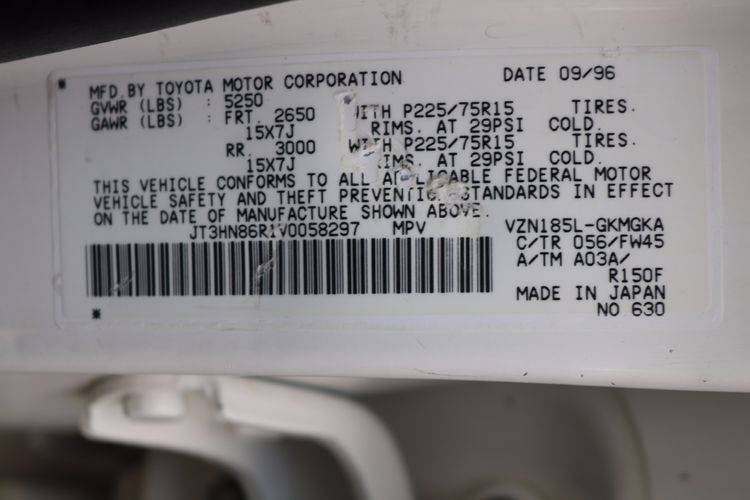 MFD. BY TOYOTA MOTOR CORPORATION DATE 09/96
GVWR (LBS) : 5250
GAWR (LBS) : FRT. 2650 WITH P225/75R15 TIRES.
15X7J RIMS. AT 29PSI COLD.
RR. 3000 WITH P225/75R15 TIRES.
15X7J RIMS. AT 29PSI COLD.
THIS VEHICLE CONFORMS TO ALL APPLICABLE FEDERAL MOTOR
VEHICLE SAFETY AND THEFT PREVENTION STANDARDS IN EFFECT
ON THE DATE OF MANUFACTURE SHOWN ABOVE.
JT3HN86R1V0058297 MPV VZN185L-GKMGKA
C/TR 056/FW45
A/TM A03A/
R150F
MADE IN JAPAN
NO 630